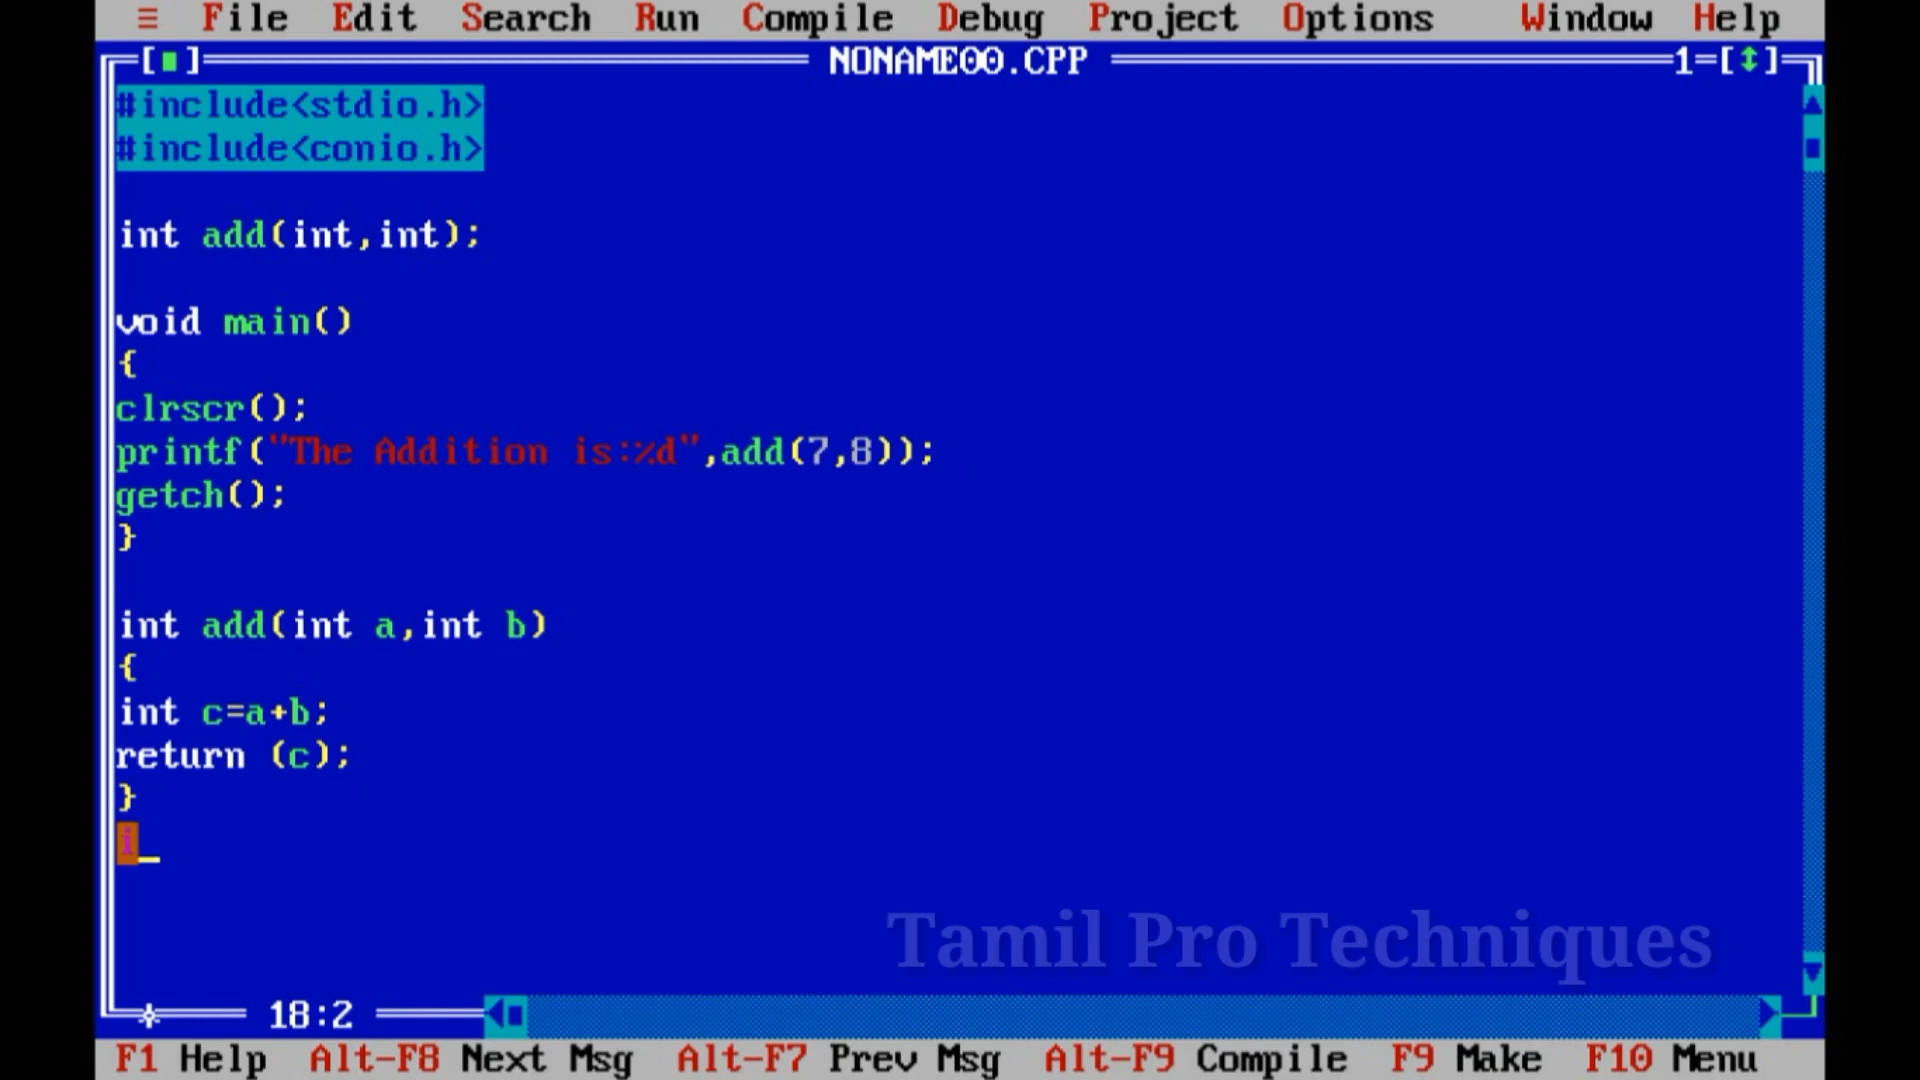 ≡ File Edit Search Run Compile Debug Project Options Window Help
[■] NONAME00.CPP 1=[↕]
#include<stdio.h>
#include<conio.h>
int add(int,int);
void main()
{
clrscr();
printf("The Addition is:%d",add(7,8));
getch();
}
int add(int a,int b)
{
int c=a+b;
return (c);
}
i_
Tamil Pro Techniques
18:2
F1 Help Alt-F8 Next Msg Alt-F7 Prev Msg Alt-F9 Compile F9 Make F10 Menu